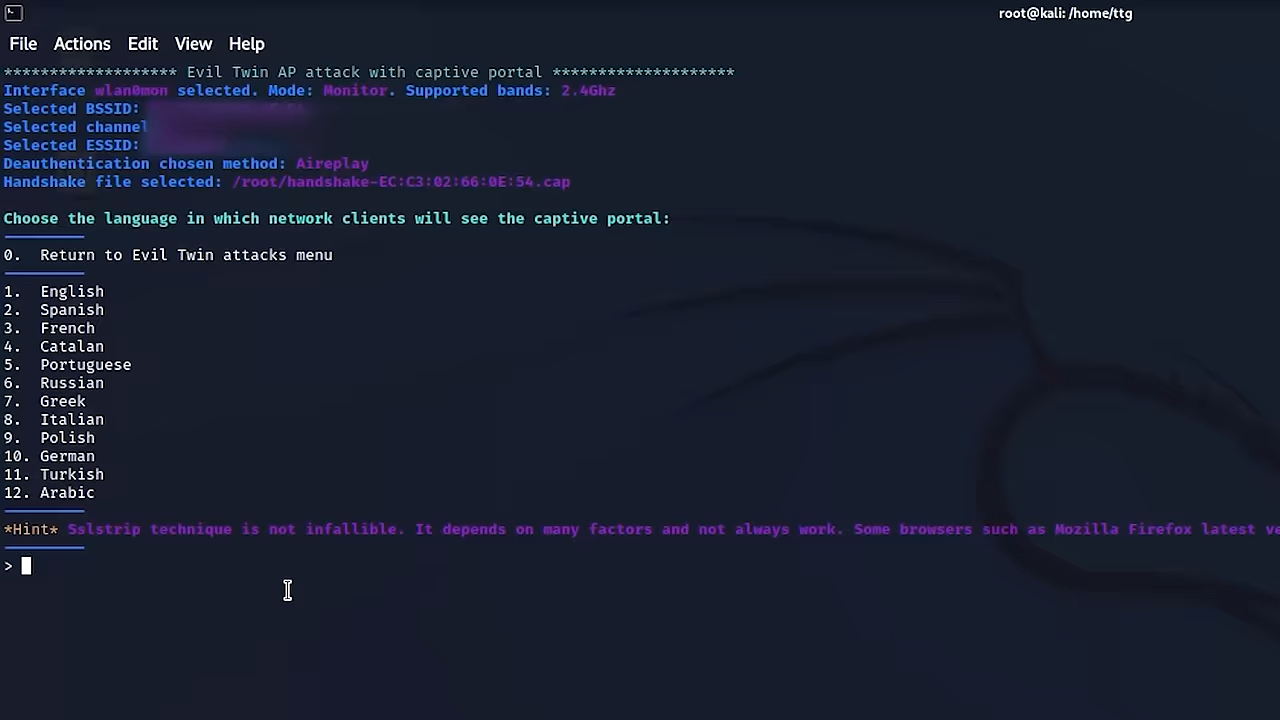 root@kali: /home/ttg
File Actions Edit View Help
******************* Evil Twin AP attack with captive portal ********************
Interface wlan0mon selected. Mode: Monitor. Supported bands: 2.4Ghz
Selected BSSID:
Selected channel
Selected ESSID:
Deauthentication chosen method: Aireplay
Handshake file selected: /root/handshake-EC:C3:02:66:0E:54.cap
Choose the language in which network clients will see the captive portal:
0. Return to Evil Twin attacks menu
1. English
2. Spanish
3. French
4. Catalan
5. Portuguese
6. Russian
7. Greek
8. Italian
9. Polish
10. German
11. Turkish
12. Arabic
*Hint* Sslstrip technique is not infallible. It depends on many factors and not always work. Some browsers such as Mozilla Firefox latest ve
>